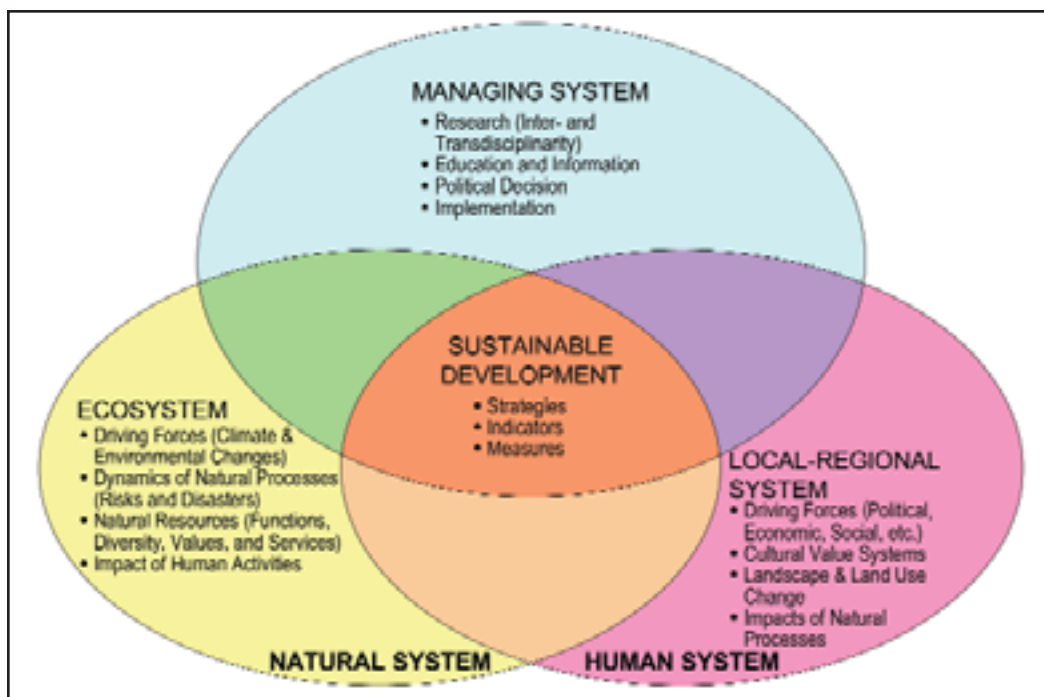 MANAGING SYSTEM
• Research (Inter- and
Transdisciplinarity)
• Education and Information
• Political Decision
• Implementation
SUSTAINABLE
DEVELOPMENT
• Strategies
• Indicators
• Measures
ECOSYSTEM
• Driving Forces (Climate &
Environmental Changes)
• Dynamics of Natural Processes
(Risks and Disasters)
• Natural Resources (Functions,
Diversity, Values, and Services)
• Impact of Human Activities
LOCAL-REGIONAL
SYSTEM
• Driving Forces (Political,
Economic, Social, etc.)
• Cultural Value Systems
• Landscape & Land Use
Change
• Impacts of Natural
Processes
NATURAL SYSTEM
HUMAN SYSTEM